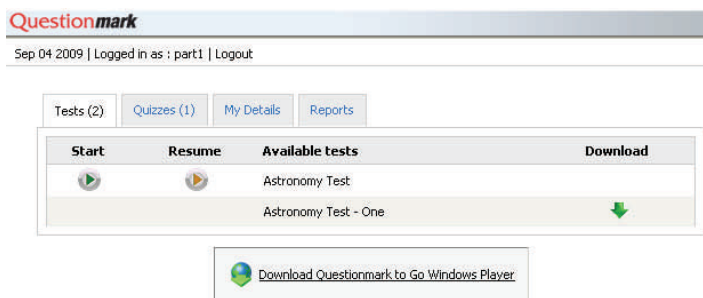 Questionmark
Sep 04 2009 | Logged in as : part1 | Logout
Tests (2) Quizzes (1) My Details Reports
Start Resume Available tests Download
Astronomy Test
Astronomy Test - One
Download Questionmark to Go Windows Player